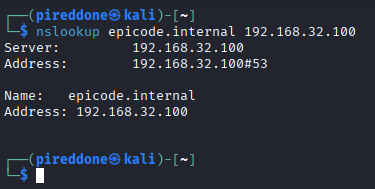 ┌──(pireddone㉿kali)-[~]
└─$ nslookup epicode.internal 192.168.32.100
Server:         192.168.32.100
Address:        192.168.32.100#53

Name:   epicode.internal
Address: 192.168.32.100

┌──(pireddone㉿kali)-[~]
└─$